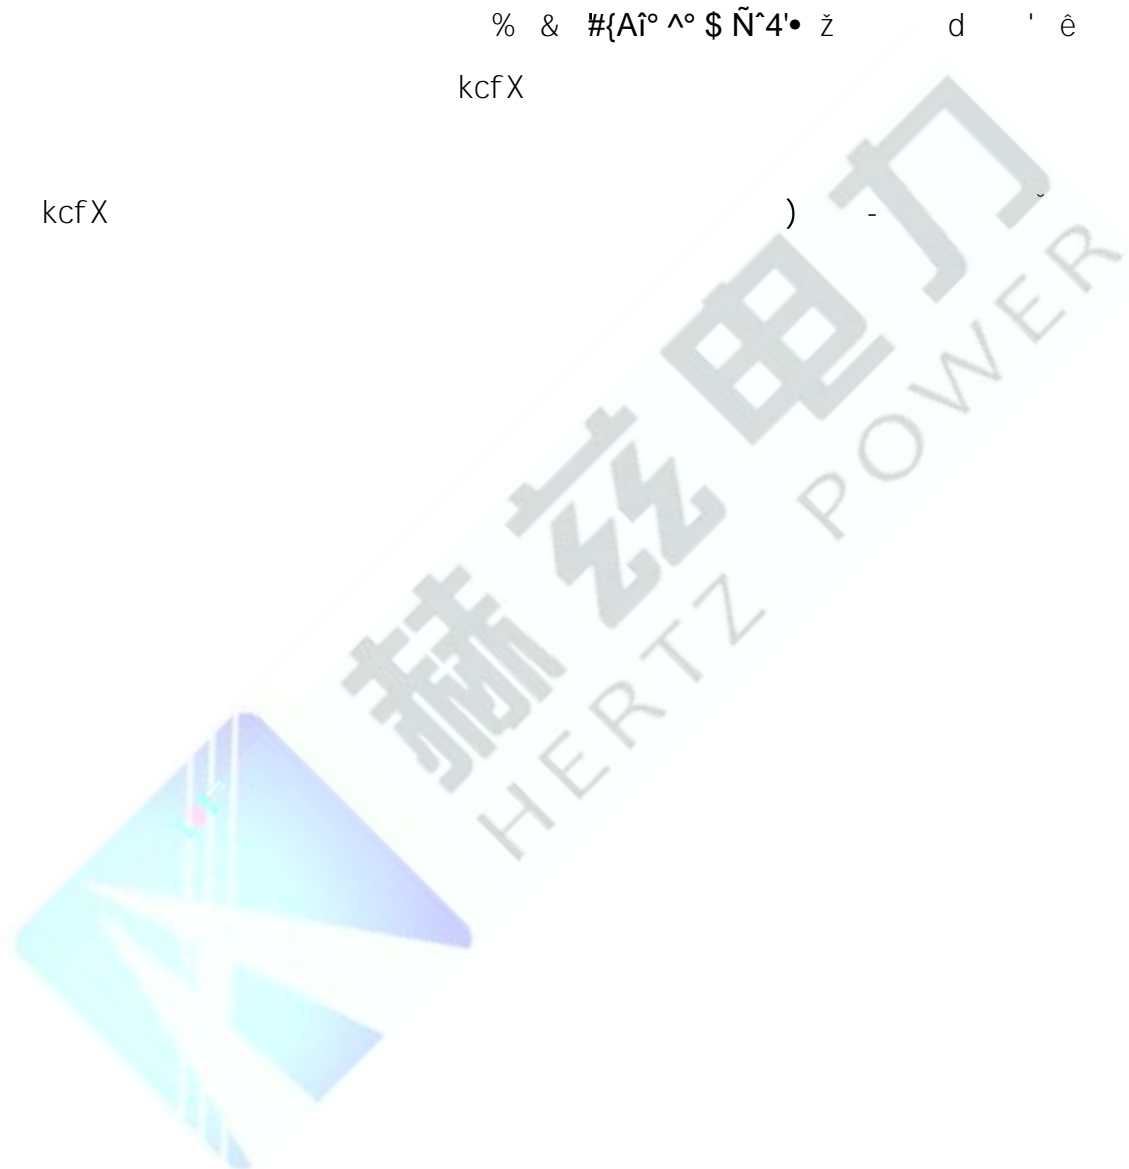 % & '#{Aî° ^° $ Ñˆ4'• ž d ' ê
kcfX
kcfX ) - ˘
赫兹电力
HERTZ POWER